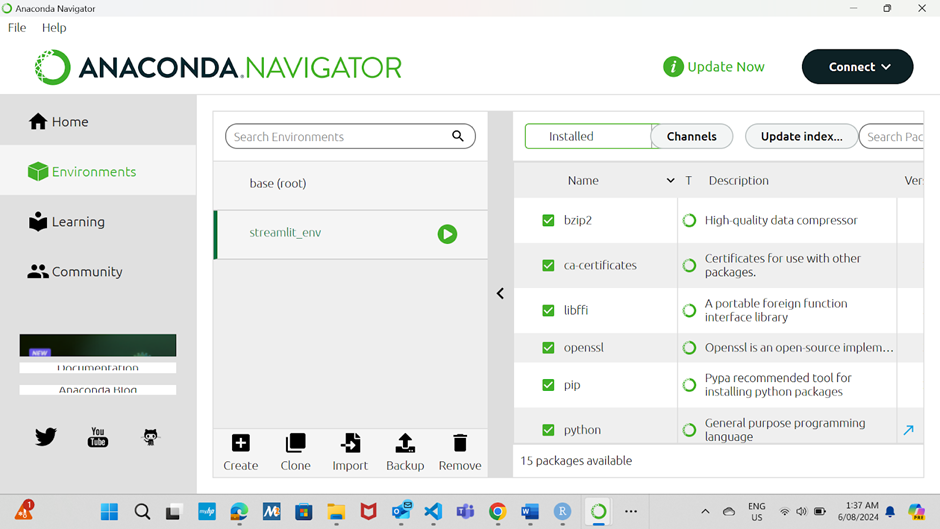 Anaconda Navigator
File Help
ANACONDA.NAVIGATOR
i Update Now
Connect
Home
Environments
Learning
Community
NEW
Documentation
Anaconda Blog
You
Tube
Search Environments
base (root)
streamlit_env
Create Clone Import Backup Remove
Installed Channels Update index... Search Pac
Name T Description Ver
bzip2 High-quality data compressor
ca-certificates Certificates for use with other
packages.
libffi A portable foreign function
interface library
openssl Openssl is an open-source implem...
pip Pypa recommended tool for
installing python packages
python General purpose programming
language
15 packages available
1
ENG
US
1:37 AM
6/08/2024